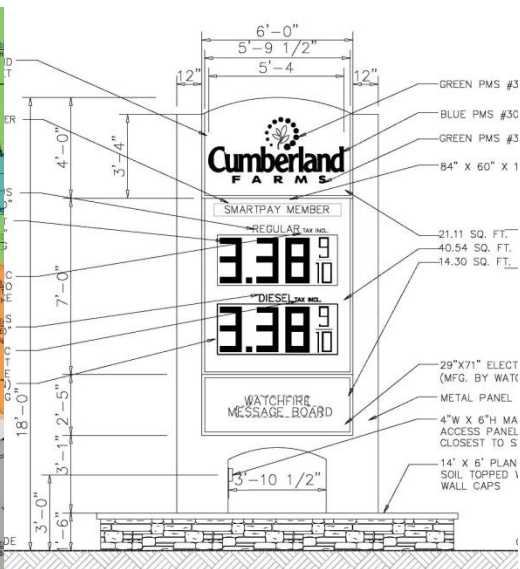 6'-0"
5'-9 1/2"
5'-4
12"
12"
GREEN PMS #3
BLUE PMS #30
GREEN PMS #3
4'-0"
3'-4"
Cumberland
FARMS
84" X 60" X 1
SMARTPAY MEMBER
REGULAR TAX INCL.
3.38 9/10
21.11 SQ. FT.
40.54 SQ. FT.
14.30 SQ. FT.
7'-0"
DIESEL TAX INCL.
3.38 9/10
18'-0"
29"X71" ELECT
(MFG. BY WATC
WATCHFIRE
MESSAGE BOARD
2'-5"
METAL PANEL
4"W X 6"H MA
ACCESS PANEL
CLOSEST TO S
3'-1"
3'-10 1/2"
14' X 6' PLANT
SOIL TOPPED W
WALL CAPS
3'-0"
1'-6"